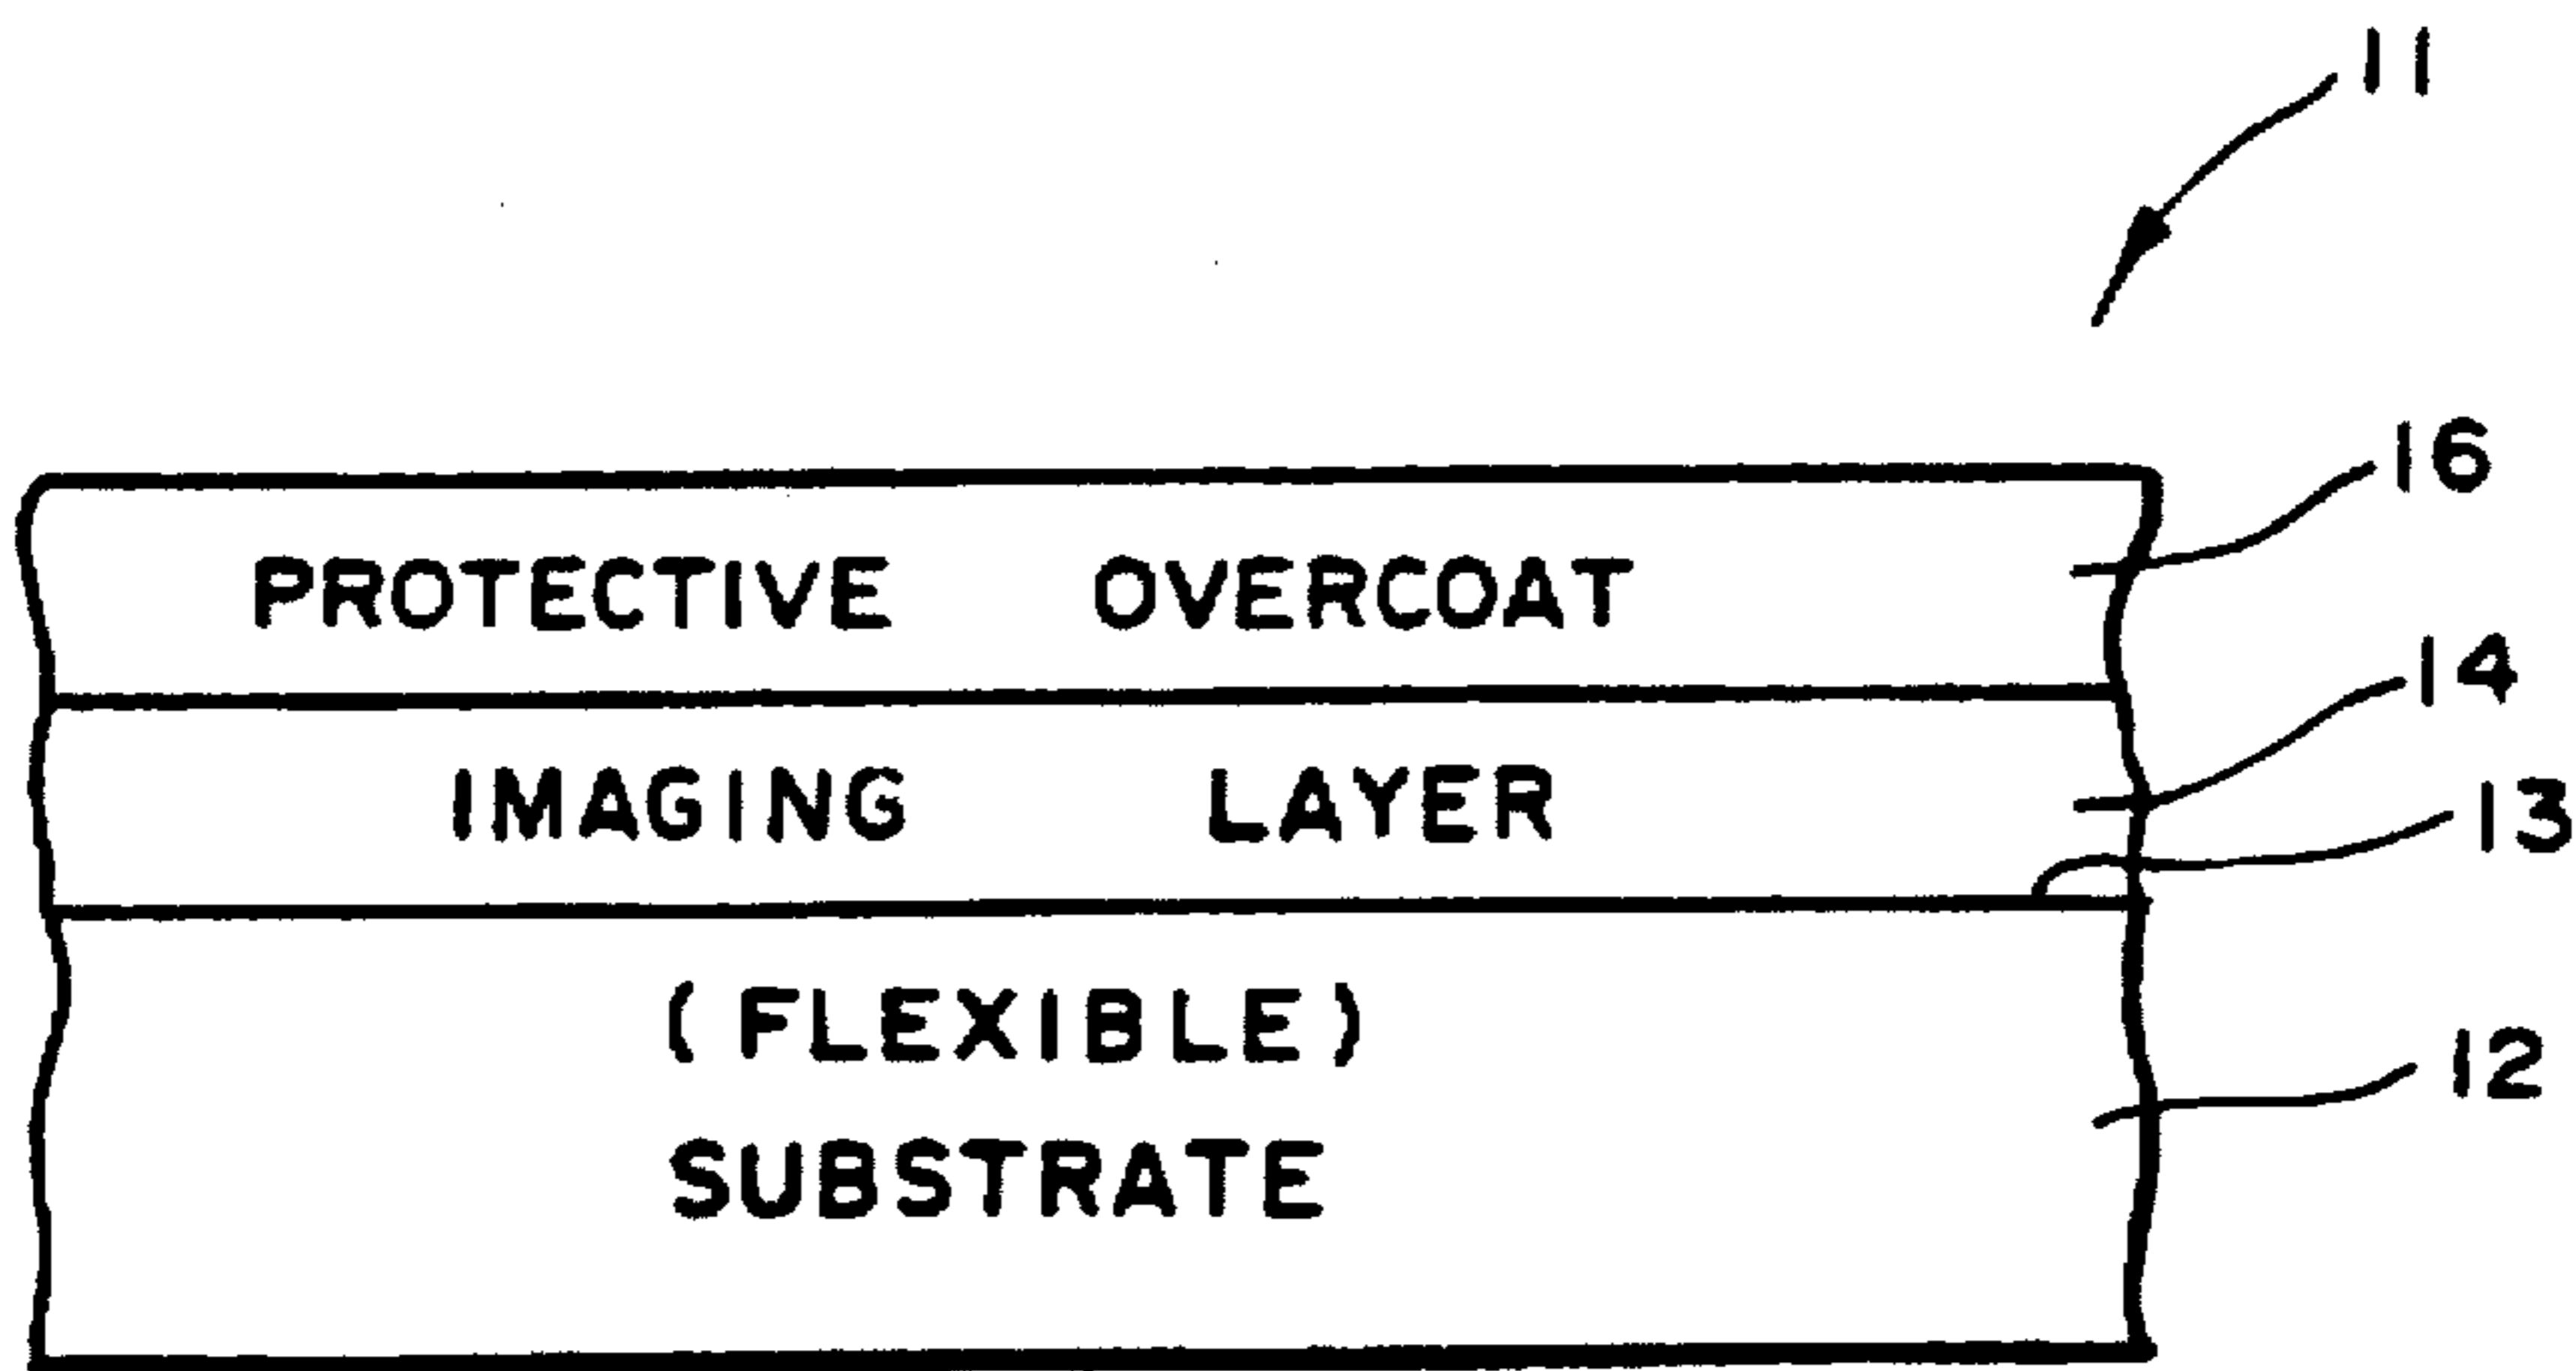 11
16
PROTECTIVE OVERCOAT
14
IMAGING LAYER
13
(FLEXIBLE)
12
SUBSTRATE